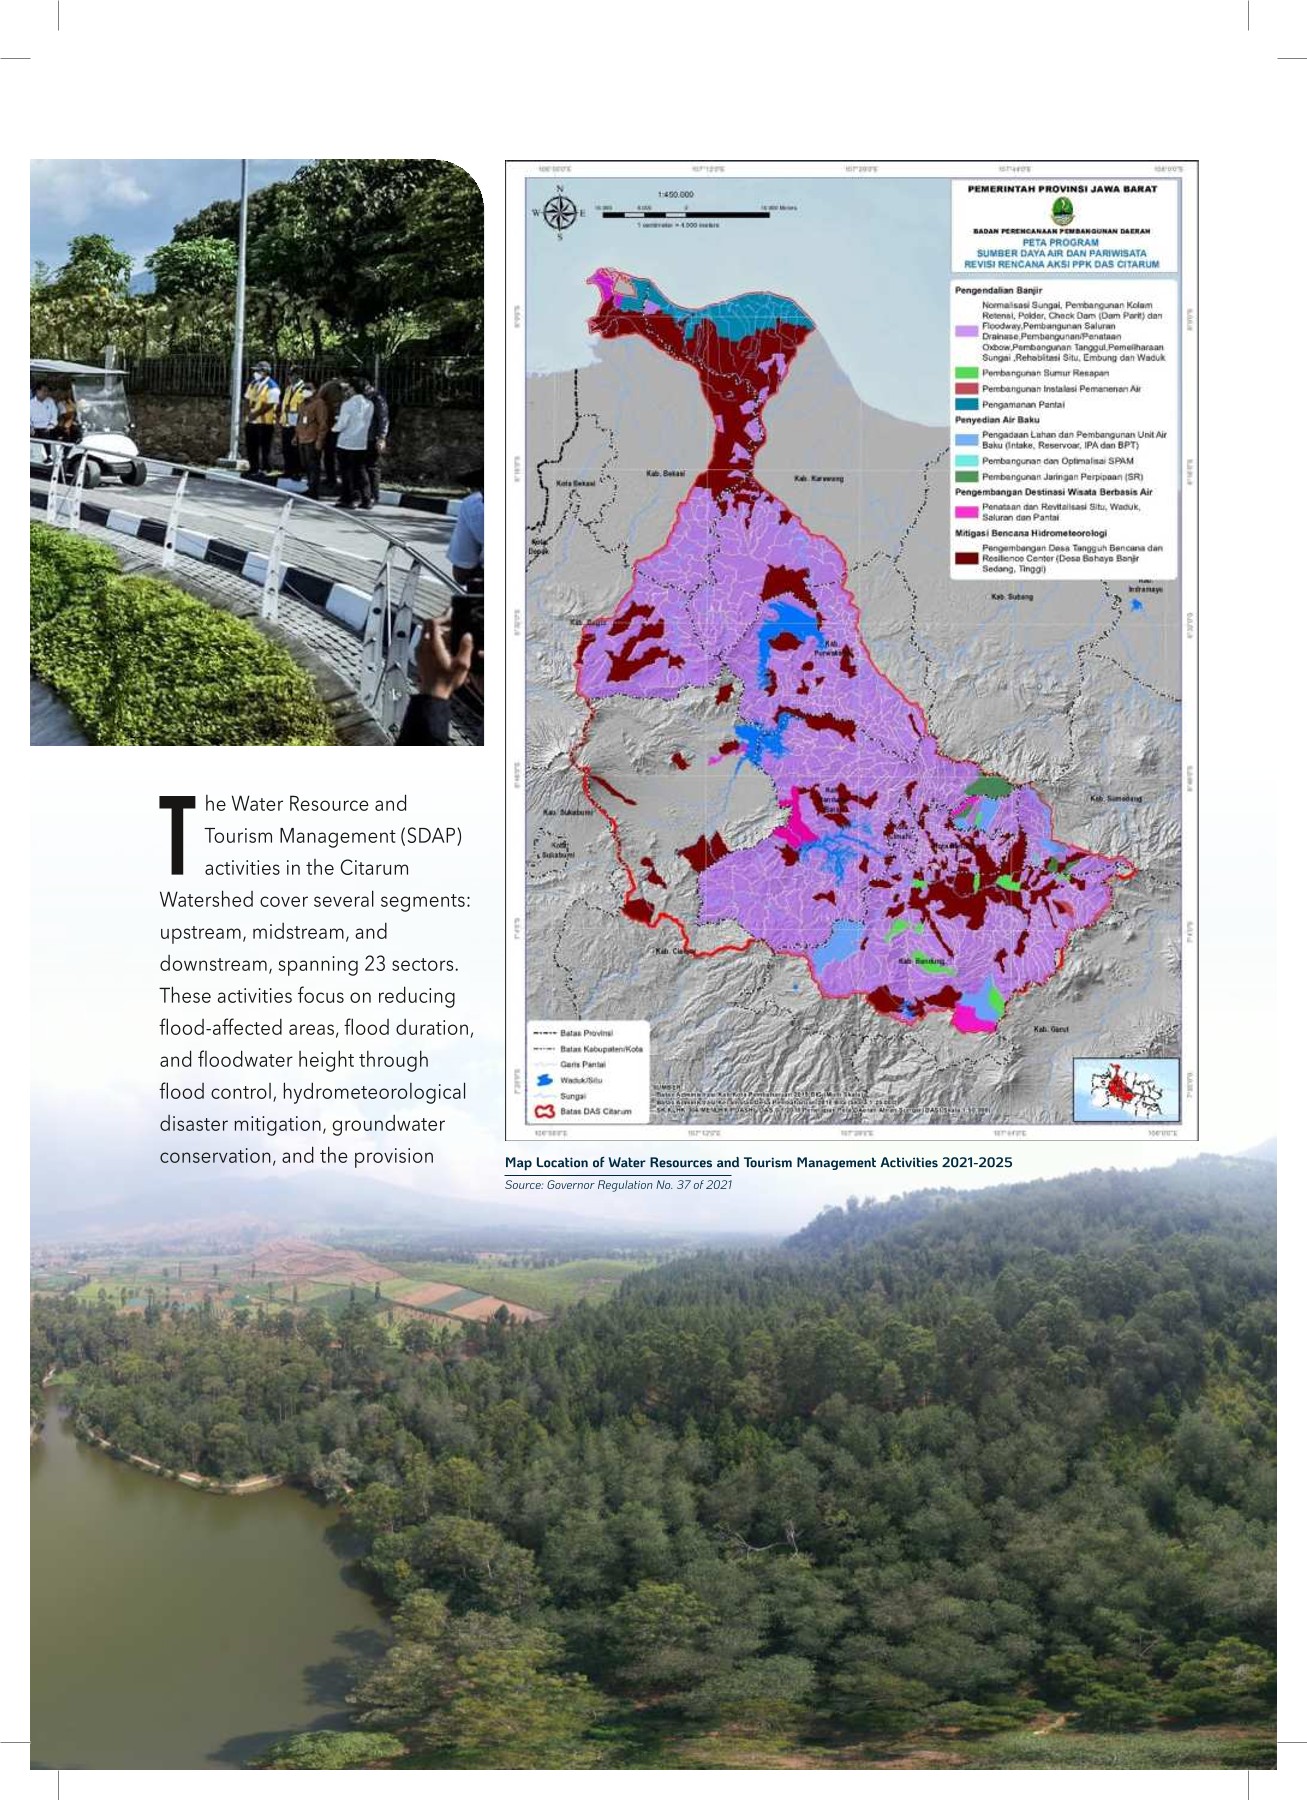 The Water Resource and
Tourism Management (SDAP)
activities in the Citarum
Watershed cover several segments:
upstream, midstream, and
downstream, spanning 23 sectors.
These activities focus on reducing
flood-affected areas, flood duration,
and floodwater height through
flood control, hydrometeorological
disaster mitigation, groundwater
conservation, and the provision
N
W E
S
1:450.000
1 centimeter = 4.000 meters
PEMERINTAH PROVINSI JAWA BARAT
BADAN PERENCANAAN PEMBANGUNAN DAERAH
PETA PROGRAM
SUMBER DAYA AIR DAN PARIWISATA
REVISI RENCANA AKSI PPK DAS CITARUM
Pengendalian Banjir
Normalisasi Sungai, Pembangunan Kolam
Retensi, Polder, Check Dam (Dam Parit) dan
Floodway,Pembangunan Saluran
Drainase,Pembangunan/Penataan
Oxbow,Pembangunan Tanggul,Pemeliharaan
Sungai ,Rehablitasi Situ, Embung dan Waduk
Pembangunan Sumur Resapan
Pembangunan Instalasi Pemanenan Air
Pengamanan Pantai
Penyedian Air Baku
Pengadaan Lahan dan Pembangunan Unit Air
Baku (Intake, Reservoar, IPA dan BPT)
Pembangunan dan Optimalisai SPAM
Pembangunan Jaringan Perpipaan (SR)
Pengembangan Destinasi Wisata Berbasis Air
Penataan dan Revitalisasi Situ, Waduk,
Saluran dan Pantai
Mitigasi Bencana Hidrometeorologi
Pengembangan Desa Tangguh Bencana dan
Resilience Center (Desa Bahaya Banjir
Sedang, Tinggi)
Kab. Bekasi
Kota Bekasi
Kab. Karawang
Kota Depok
Kab. Subang
Kab. Indramayu
Kab. Bogor
Kab. Sumedang
Kab. Sukabumi
Kota Sukabumi
Kab. Bandung
Kab. Garut
Batas Provinsi
Batas Kabupaten/Kota
Garis Pantai
Waduk/Situ
Sungai
Batas DAS Citarum
SUMBER
Map Location of Water Resources and Tourism Management Activities 2021-2025
Source: Governor Regulation No. 37 of 2021